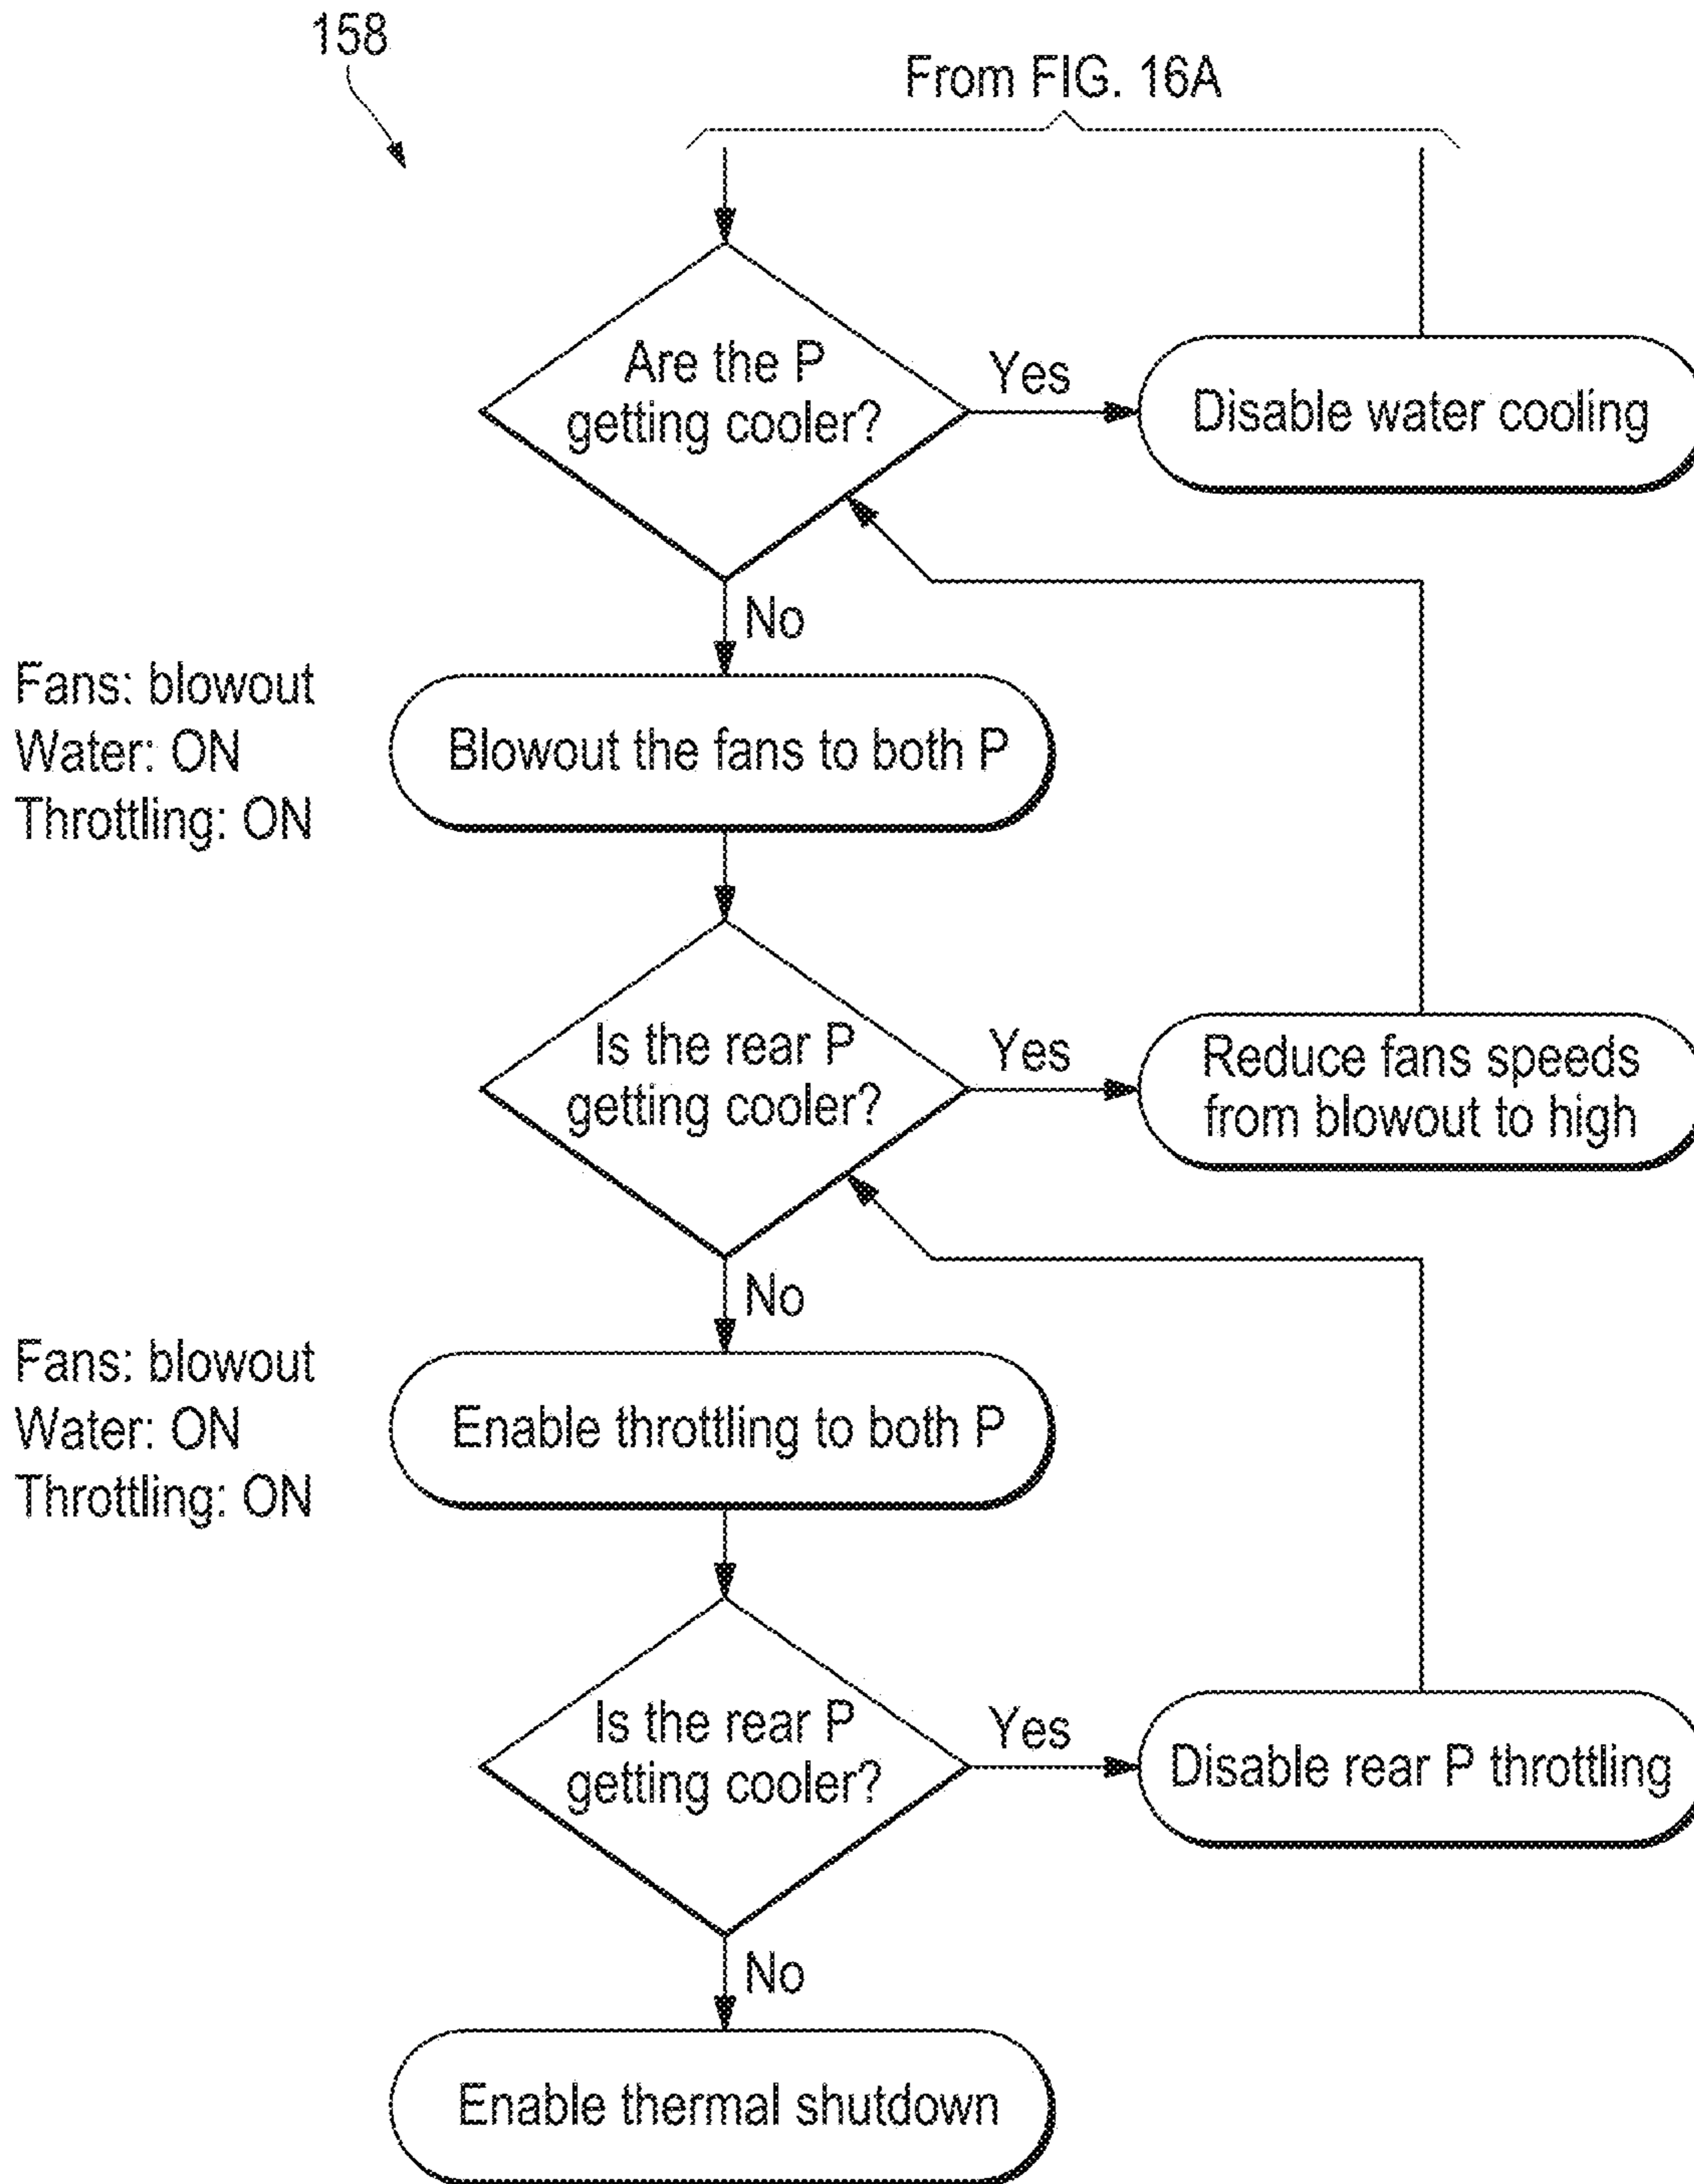 158
From FIG. 16A
Are the P
getting cooler?
Yes
Disable water cooling
No
Fans: blowout
Water: ON
Throttling: ON
Blowout the fans to both P
Is the rear P
getting cooler?
Yes
Reduce fans speeds
from blowout to high
No
Fans: blowout
Water: ON
Throttling: ON
Enable throttling to both P
Is the rear P
getting cooler?
Yes
Disable rear P throttling
No
Enable thermal shutdown